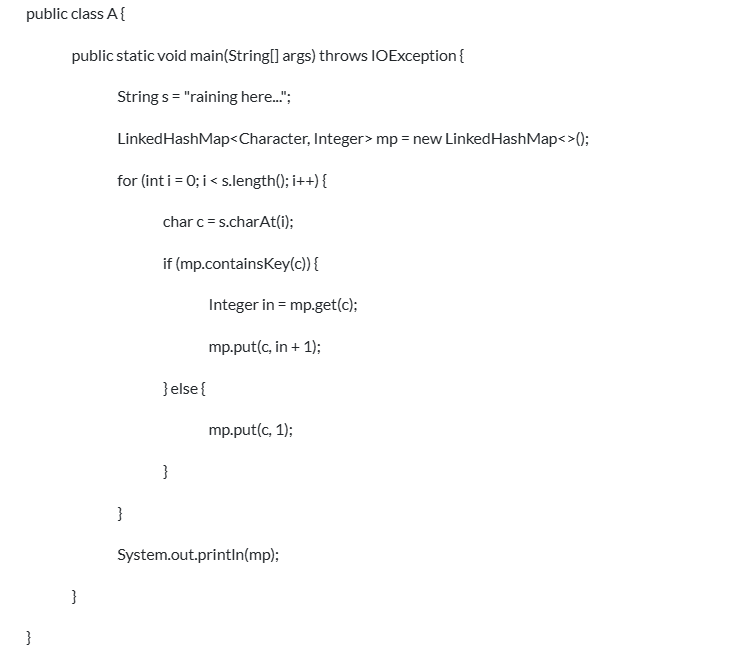 public class A {
public static void main(String[] args) throws IOException {
String s = "raining here...";
LinkedHashMap<Character, Integer> mp = new LinkedHashMap<>();
for (int i = 0; i < s.length(); i++) {
char c = s.charAt(i);
if (mp.containsKey(c)) {
Integer in = mp.get(c);
mp.put(c, in + 1);
} else {
mp.put(c, 1);
}
}
System.out.println(mp);
}
}